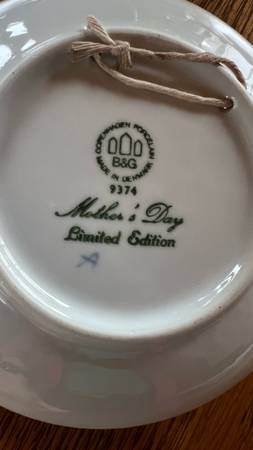 COPENHAGEN PORCELAIN
MADE IN DENMARK
B&G
9374
Mother's Day
Limited Edition
A